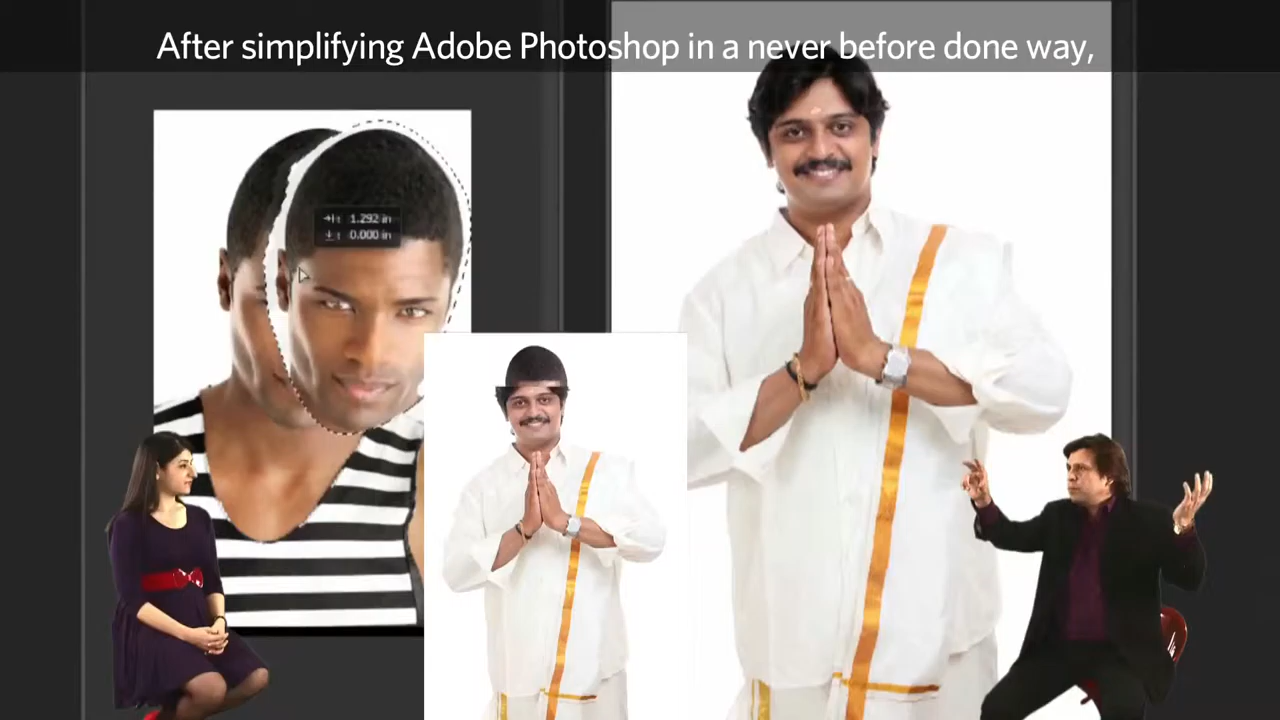 After simplifying Adobe Photoshop in a never before done way,
1.292 in
0.000 in